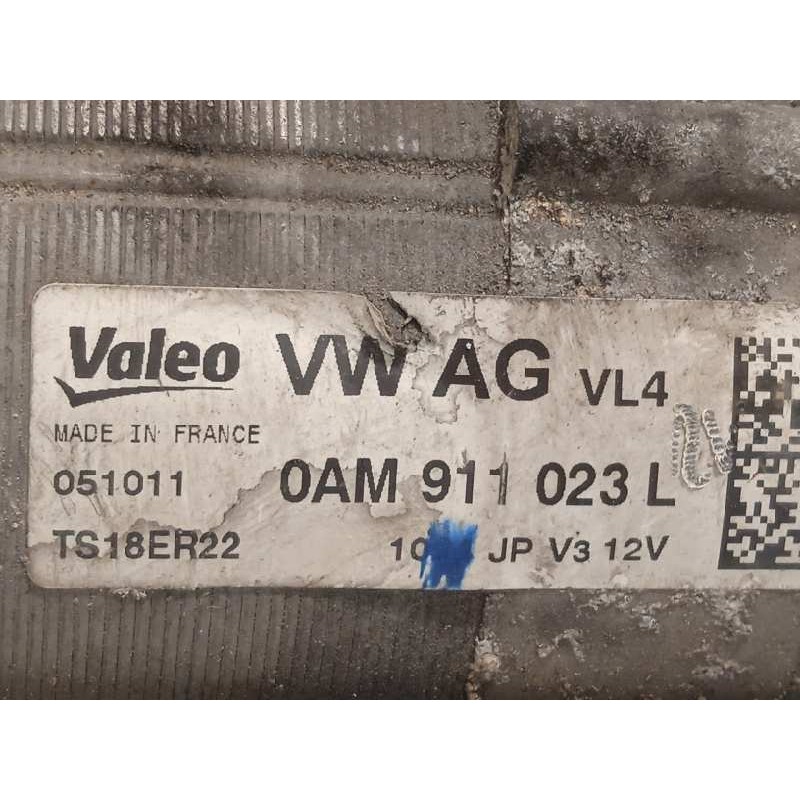 Valeo VW AG VL4
MADE IN FRANCE
051011 0AM 911 023 L
TS18ER22 JP V3 12V